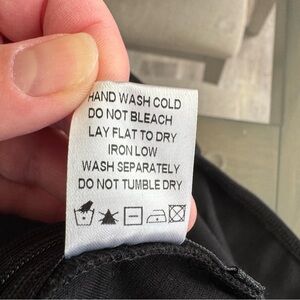 HAND WASH COLD
DO NOT BLEACH
LAY FLAT TO DRY
IRON LOW
WASH SEPARATELY
DO NOT TUMBLE DRY